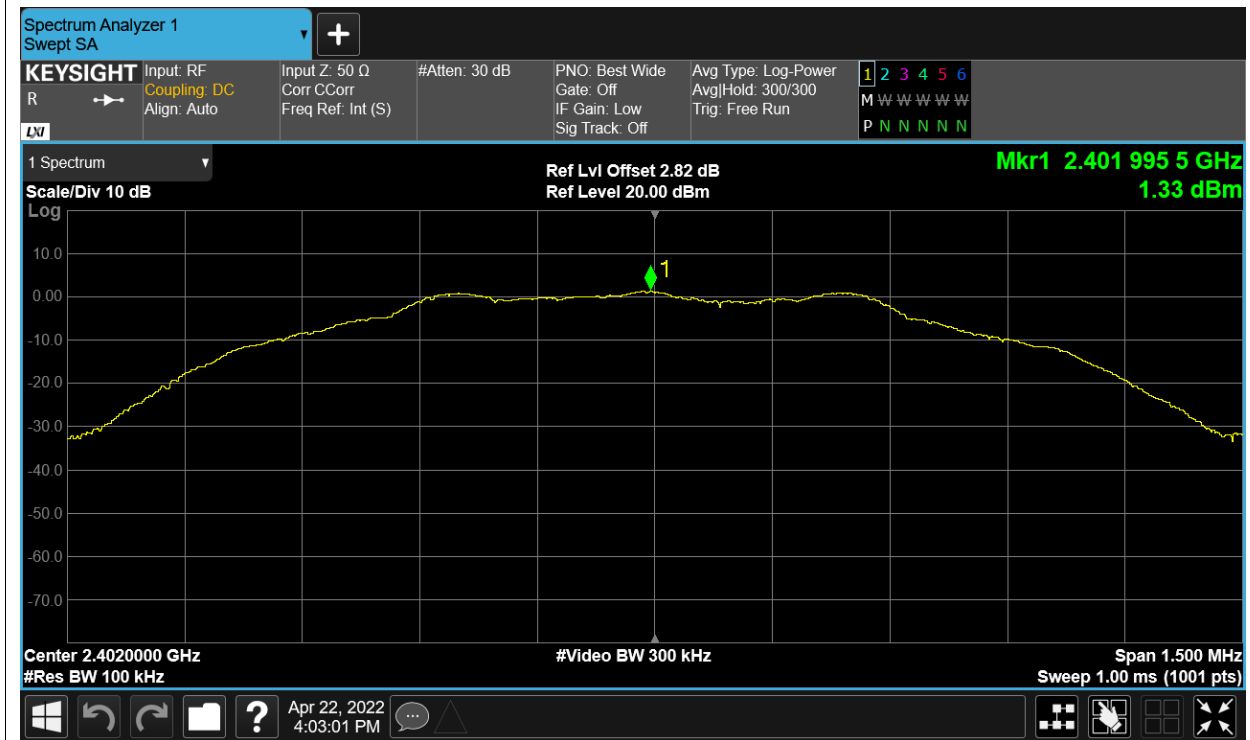 Spectrum Analyzer 1
Swept SA
KEYSIGHT
R
LXI
Input: RF
Coupling: DC
Align: Auto
Input Z: 50 Ω
Corr CCorr
Freq Ref: Int (S)
#Atten: 30 dB
PNO: Best Wide
Gate: Off
IF Gain: Low
Sig Track: Off
Avg Type: Log-Power
Avg|Hold: 300/300
Trig: Free Run
1 2 3 4 5 6
M W W W W W
P N N N N N
1 Spectrum
Scale/Div 10 dB
Ref Lvl Offset 2.82 dB
Ref Level 20.00 dBm
Mkr1 2.401 995 5 GHz
1.33 dBm
Log
10.0
0.00
-10.0
-20.0
-30.0
-40.0
-50.0
-60.0
-70.0
1
Center 2.4020000 GHz
#Res BW 100 kHz
#Video BW 300 kHz
Span 1.500 MHz
Sweep 1.00 ms (1001 pts)
?
Apr 22, 2022
4:03:01 PM